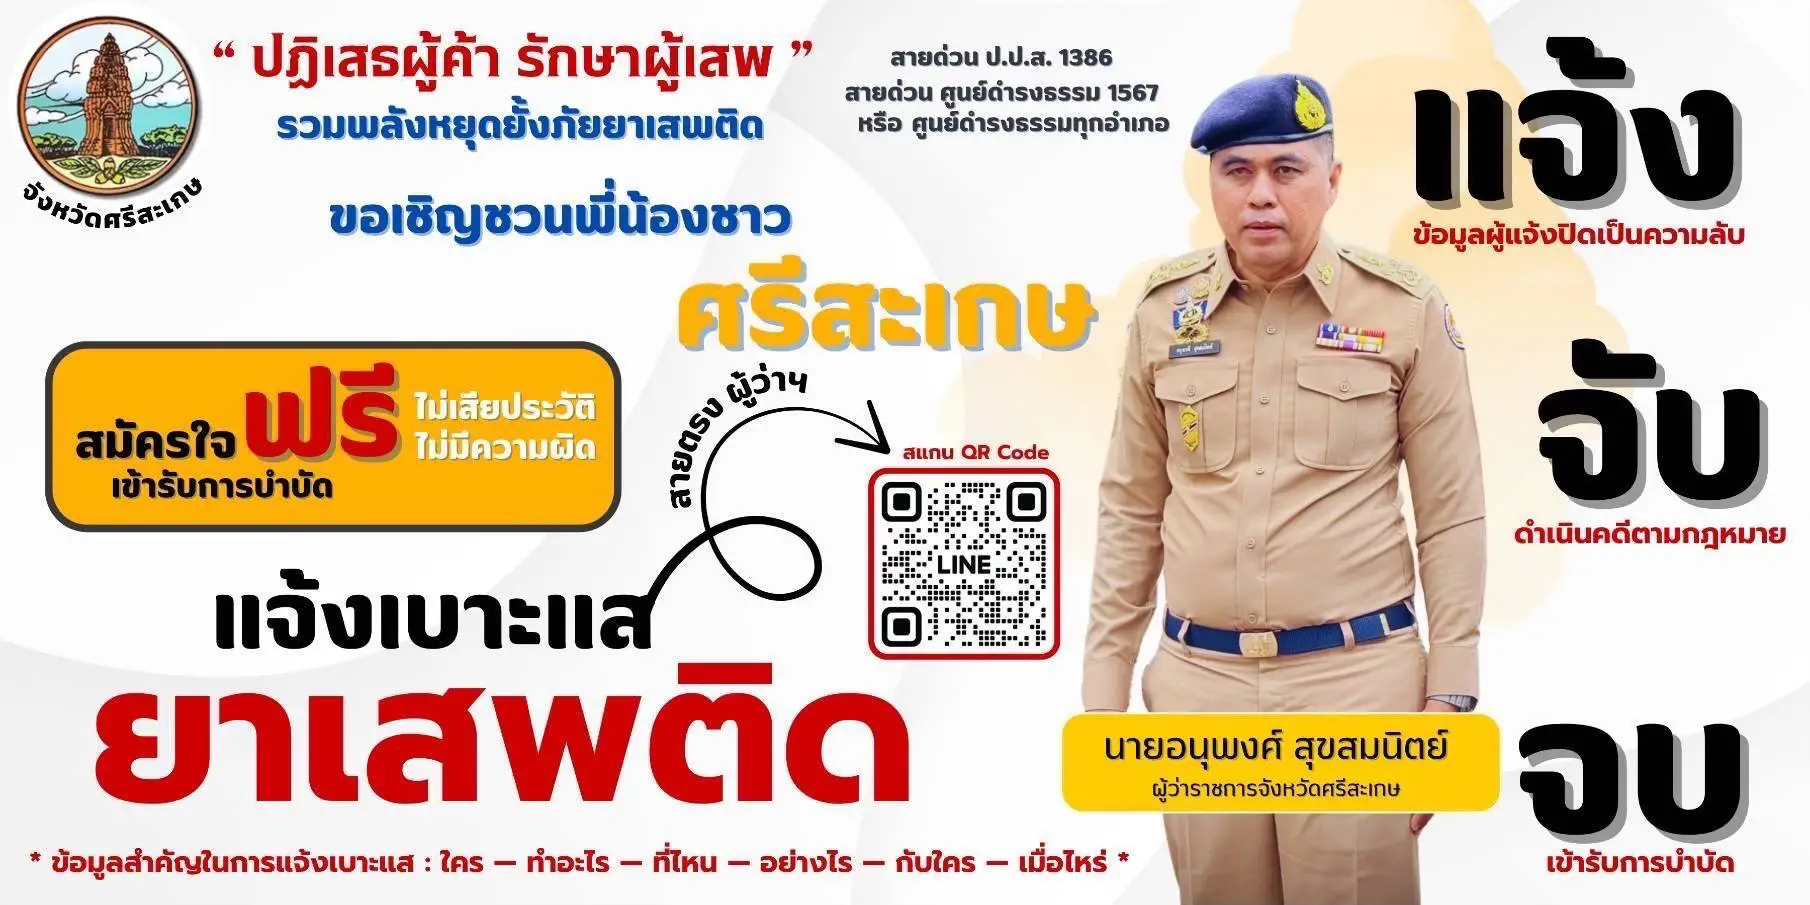 จังหวัดศรีสะเกษ
“ ปฏิเสธผู้ค้า รักษาผู้เสพ ”
รวมพลังหยุดยั้งภัยยาเสพติด
ขอเชิญชวนพี่น้องชาว
ศรีสะเกษ
สายด่วน ป.ป.ส. 1386
สายด่วน ศูนย์ดำรงธรรม 1567
หรือ ศูนย์ดำรงธรรมทุกอำเภอ
สมัครใจ ฟรี
เข้ารับการบำบัด
ไม่เสียประวัติ
ไม่มีความผิด
สายตรง ผู้ว่าฯ
สแกน QR Code
LINE
แจ้งเบาะแส
ยาเสพติด
* ข้อมูลสำคัญในการแจ้งเบาะแส : ใคร – ทำอะไร – ที่ไหน – อย่างไร – กับใคร – เมื่อไหร่ *
นายอนุพงศ์ สุขสมนิตย์
ผู้ว่าราชการจังหวัดศรีสะเกษ
แจ้ง
ข้อมูลผู้แจ้งปิดเป็นความลับ
จับ
ดำเนินคดีตามกฎหมาย
จบ
เข้ารับการบำบัด